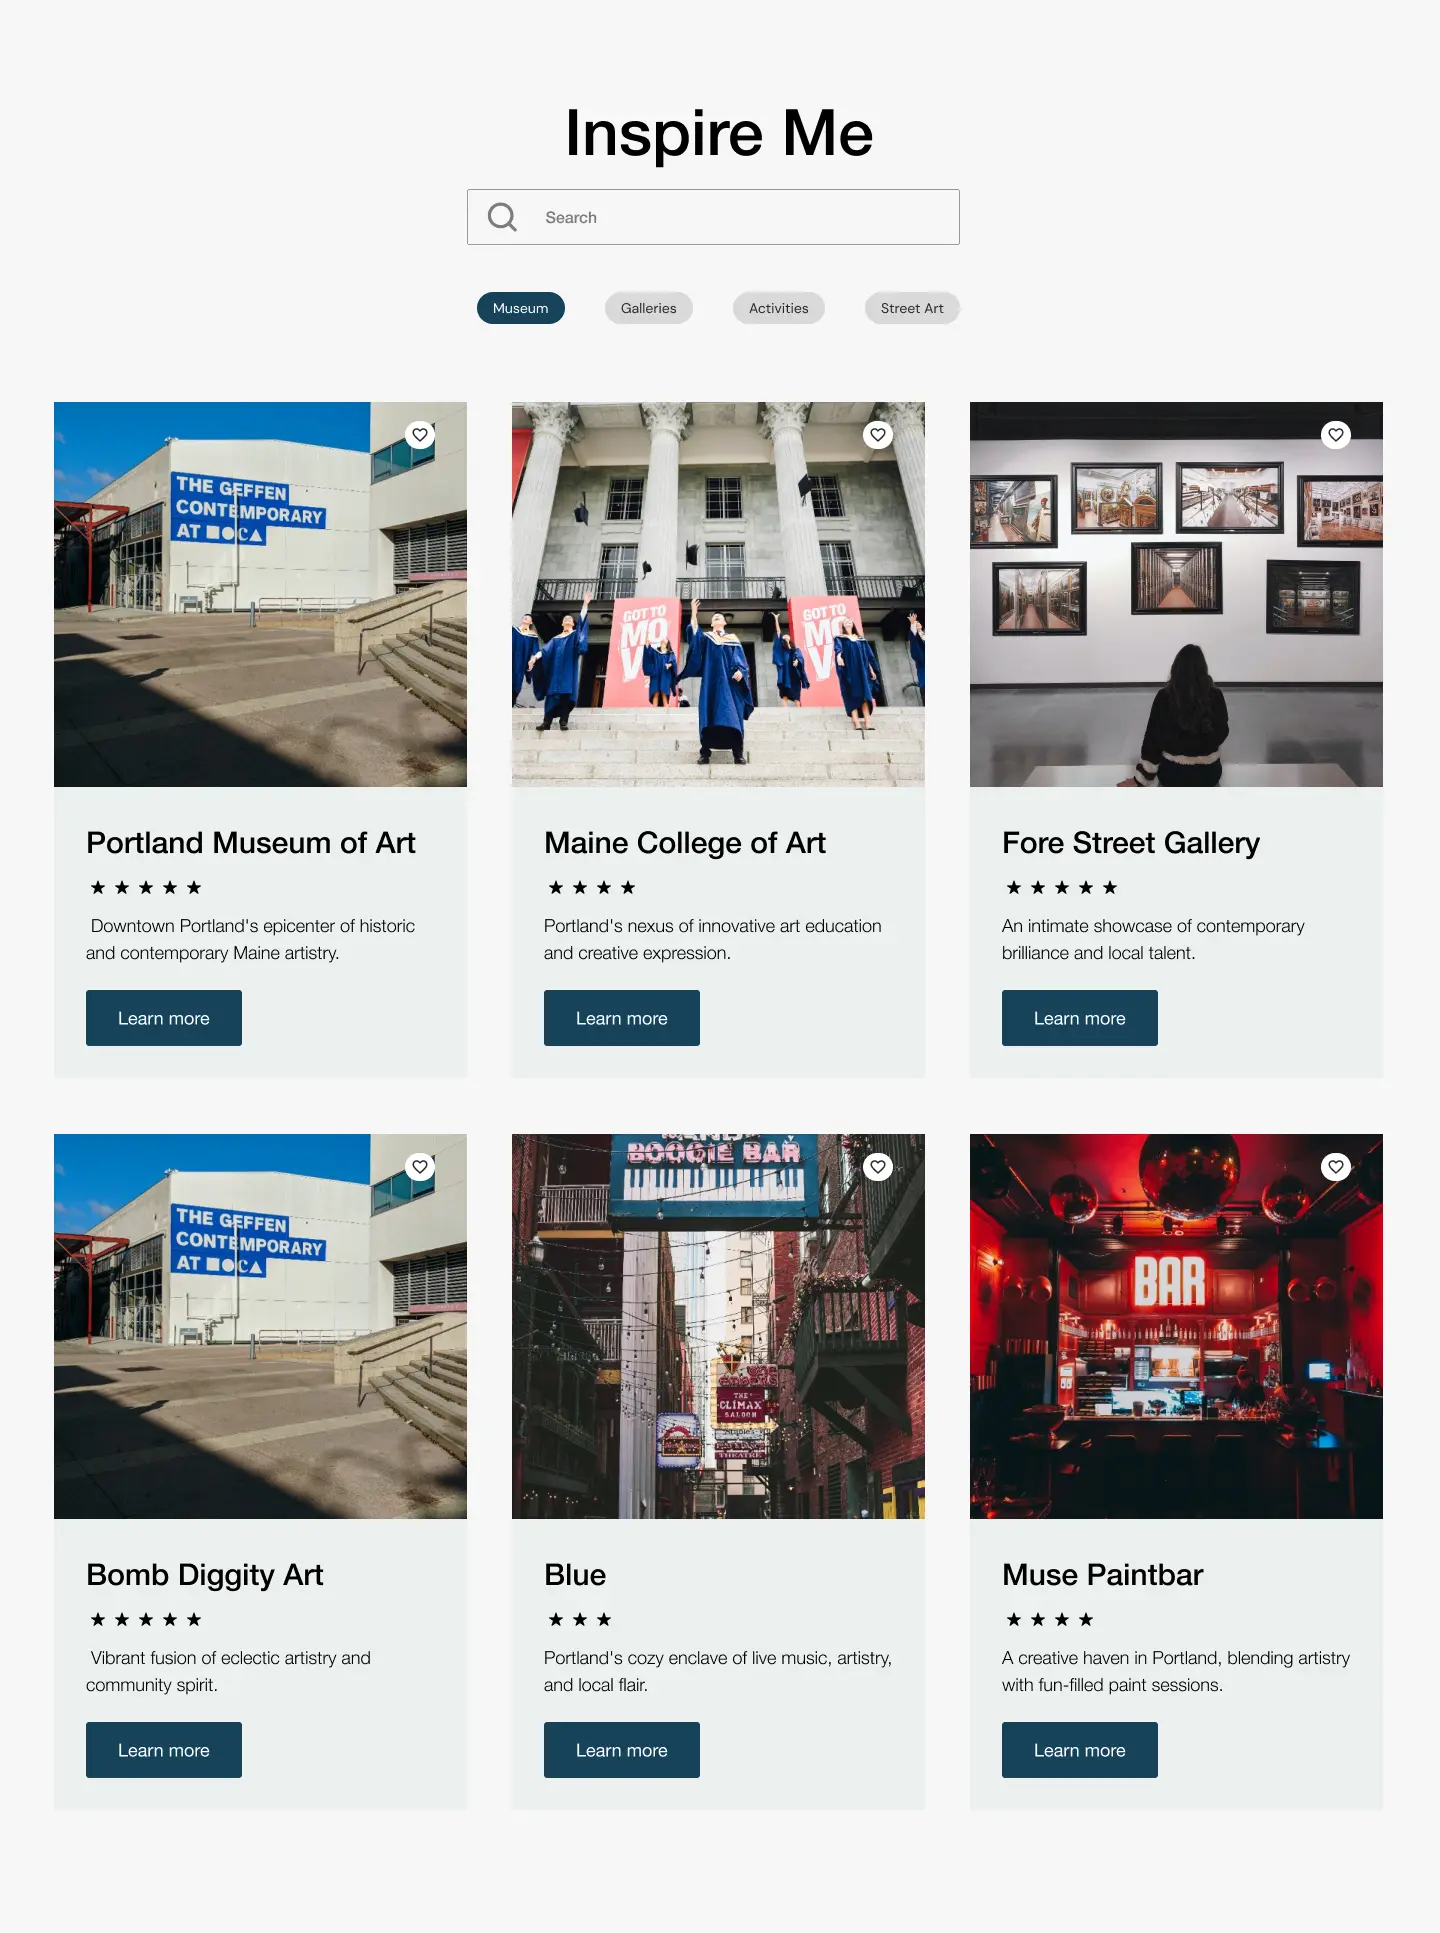 Inspire Me
Search
Museum Galleries Activities Street Art
THE GEFFEN
CONTEMPORARY
AT MOCA
GOT TO
MO
V
GOT TO
MO
V
Portland Museum of Art
Downtown Portland's epicenter of historic
and contemporary Maine artistry.
Learn more
Maine College of Art
Portland's nexus of innovative art education
and creative expression.
Learn more
Fore Street Gallery
An intimate showcase of contemporary
brilliance and local talent.
Learn more
THE GEFFEN
CONTEMPORARY
AT MOCA
BOOGIE BAR
THE
CLIMAX
SALOON
THEATRE
BAR
Bomb Diggity Art
Vibrant fusion of eclectic artistry and
community spirit.
Learn more
Blue
Portland's cozy enclave of live music, artistry,
and local flair.
Learn more
Muse Paintbar
A creative haven in Portland, blending artistry
with fun-filled paint sessions.
Learn more